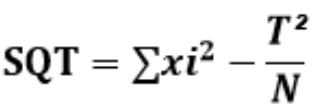 SQT = ∑xi² − T²/N